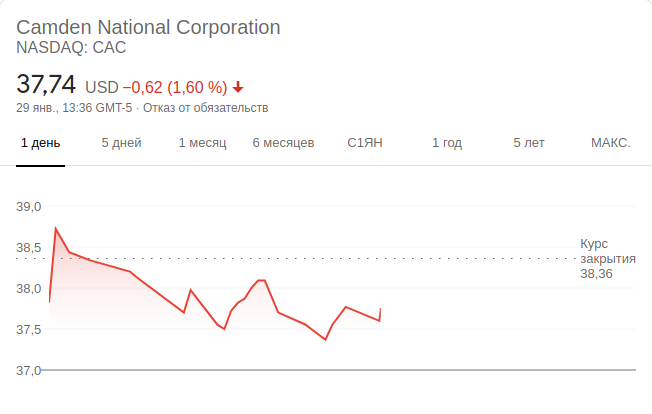 Camden National Corporation
NASDAQ: CAC
37,74 USD −0,62 (1,60 %)
29 янв., 13:36 GMT-5 · Отказ от обязательств
1 день 5 дней 1 месяц 6 месяцев С1ЯН 1 год 5 лет МАКС.
39,0
38,5
38,0
37,5
37,0
Курс
закрытия
38,36